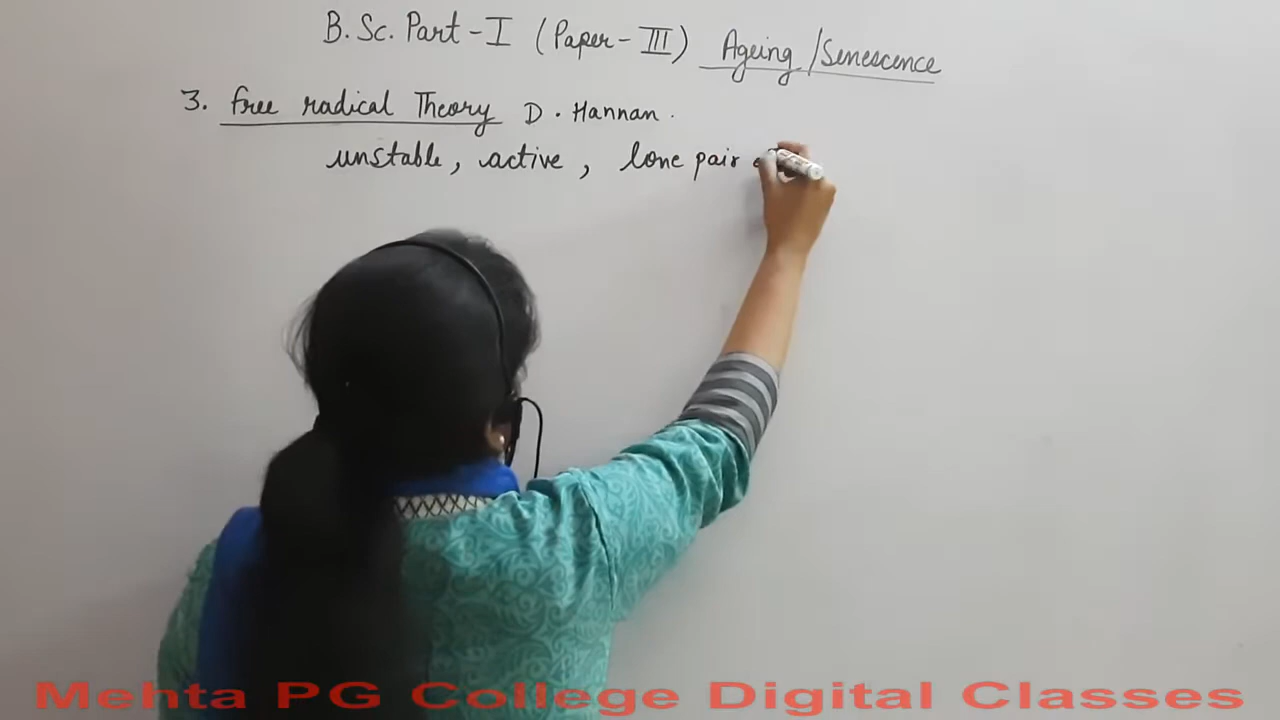 B.Sc. Part-I (Paper-III) Ageing/Senescence
3. Free radical Theory D. Hannan.
unstable, active, lone pair
Mehta PG College Digital Classes